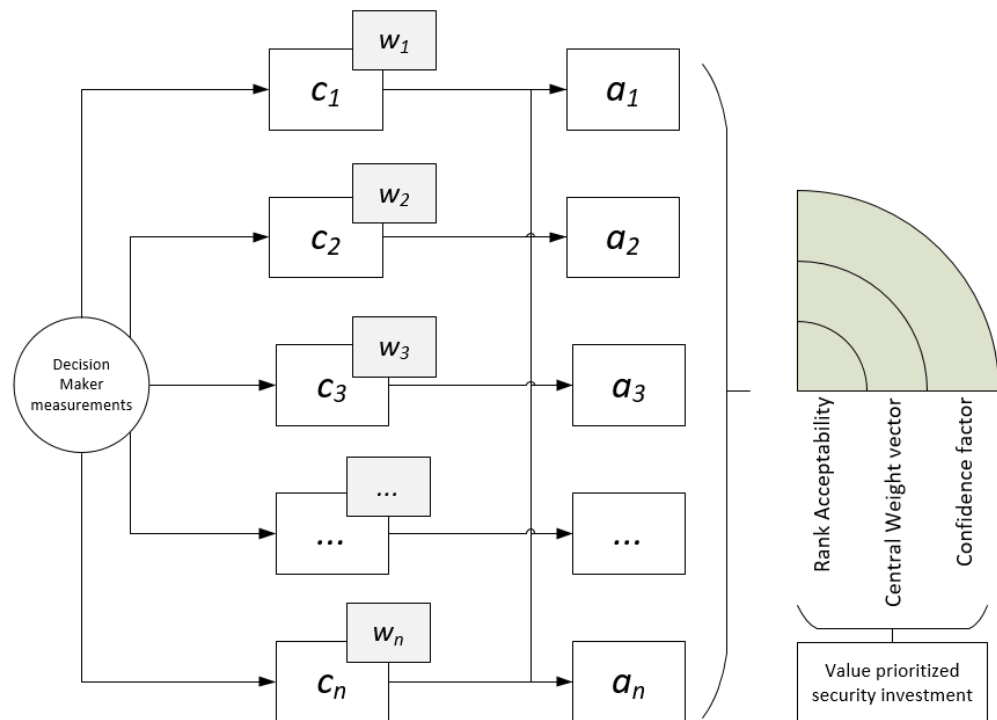 w1
c1
a1
w2
c2
a2
w3
c3
a3
Decision
Maker
measurements
...
...
...
wn
cn
an
Rank Acceptability
Central Weight vector
Confidence factor
Value prioritized
security investment